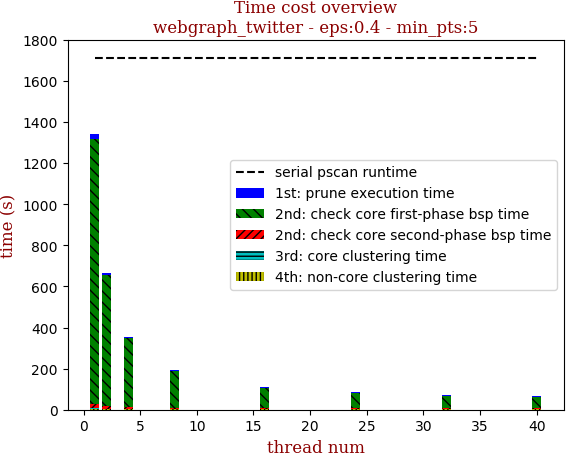 Time cost overview
webgraph_twitter - eps:0.4 - min_pts:5
time (s)
1800
1600
1400
1200
1000
800
600
400
200
0
serial pscan runtime
1st: prune execution time
2nd: check core first-phase bsp time
2nd: check core second-phase bsp time
3rd: core clustering time
4th: non-core clustering time
0 5 10 15 20 25 30 35 40
thread num